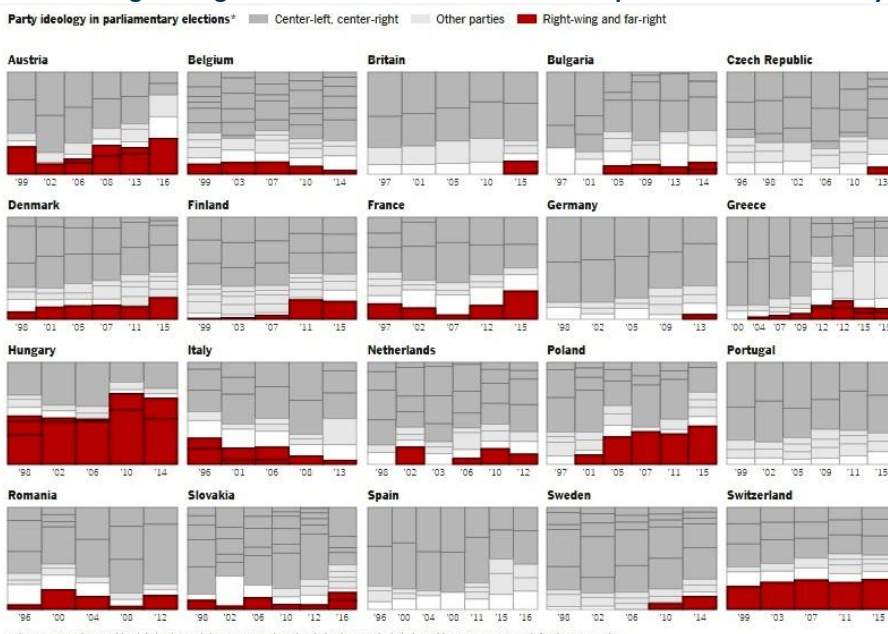 Party ideology in parliamentary elections* Center-left, center-right Other parties Right-wing and far-right
Austria Belgium Britain Bulgaria Czech Republic
'99 '02 '06 '08 '13 '16 '99 '03 '07 '10 '14 '97 '01 '05 '10 '15 '97 '01 '05 '09 '13 '14 '96 '98 '02 '06 '10 '13
Denmark Finland France Germany Greece
'98 '01 '05 '07 '11 '15 '99 '03 '07 '11 '15 '97 '02 '07 '12 '15 '98 '02 '05 '09 '13 '00 '04 '07 '09 '12 '12 '15 '15
Hungary Italy Netherlands Poland Portugal
'98 '02 '06 '10 '14 '96 '01 '06 '08 '13 '98 '02 '03 '06 '10 '12 '97 '01 '05 '07 '11 '15 '99 '02 '05 '09 '11 '15
Romania Slovakia Spain Sweden Switzerland
'96 '00 '04 '08 '12 '98 '02 '06 '10 '12 '16 '96 '00 '04 '08 '11 '15 '16 '98 '02 '06 '10 '14 '99 '03 '07 '11 '15